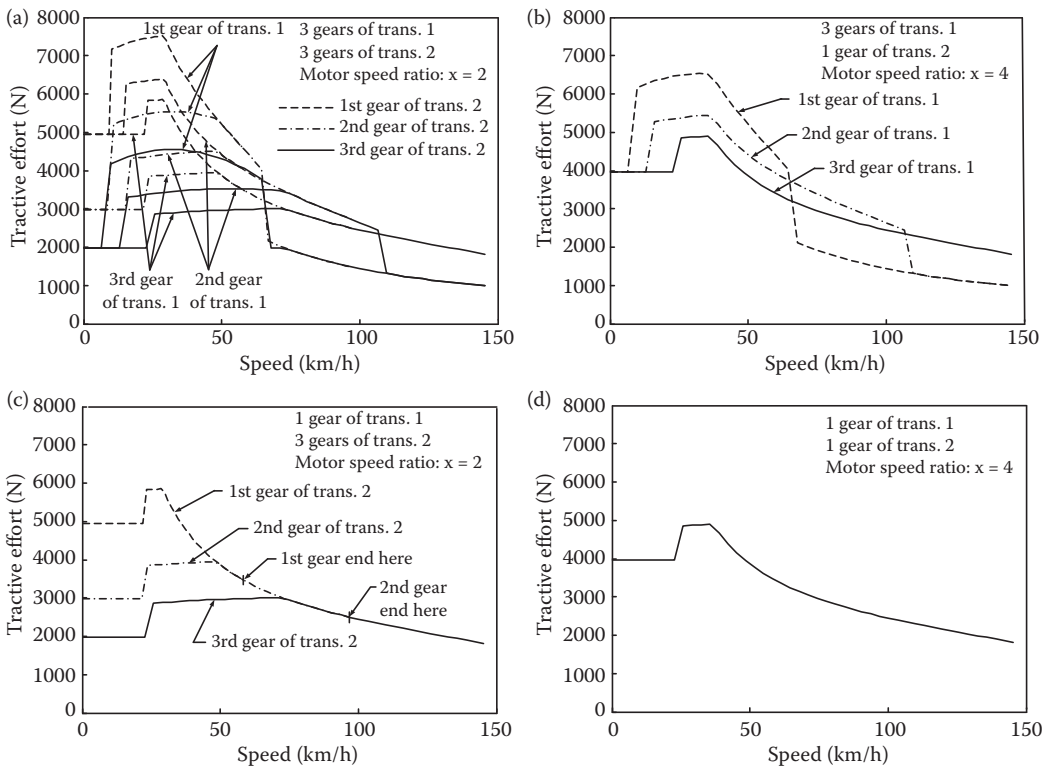 (a)
8000
7000
6000
5000
4000
3000
2000
1000
0
Tractive effort (N)
1st gear of trans. 1
3 gears of trans. 1
3 gears of trans. 2
Motor speed ratio: x = 2
1st gear of trans. 2
2nd gear of trans. 2
3rd gear of trans. 2
3rd gear
of trans. 1
2nd gear
of trans. 1
0
50
100
150
Speed (km/h)
(b)
8000
7000
6000
5000
4000
3000
2000
1000
0
Tractive effort (N)
3 gears of trans. 1
1 gear of trans. 2
Motor speed ratio: x = 4
1st gear of trans. 1
2nd gear of trans. 1
3rd gear of trans. 1
0
50
100
150
Speed (km/h)
(c)
8000
7000
6000
5000
4000
3000
2000
1000
0
Tractive effort (N)
1 gear of trans. 1
3 gears of trans. 2
Motor speed ratio: x = 2
1st gear of trans. 2
2nd gear of trans. 2
1st gear end here
2nd gear
end here
3rd gear of trans. 2
0
50
100
150
Speed (km/h)
(d)
8000
7000
6000
5000
4000
3000
2000
1000
0
Tractive effort (N)
1 gear of trans. 1
1 gear of trans. 2
Motor speed ratio: x = 4
0
50
100
150
Speed (km/h)